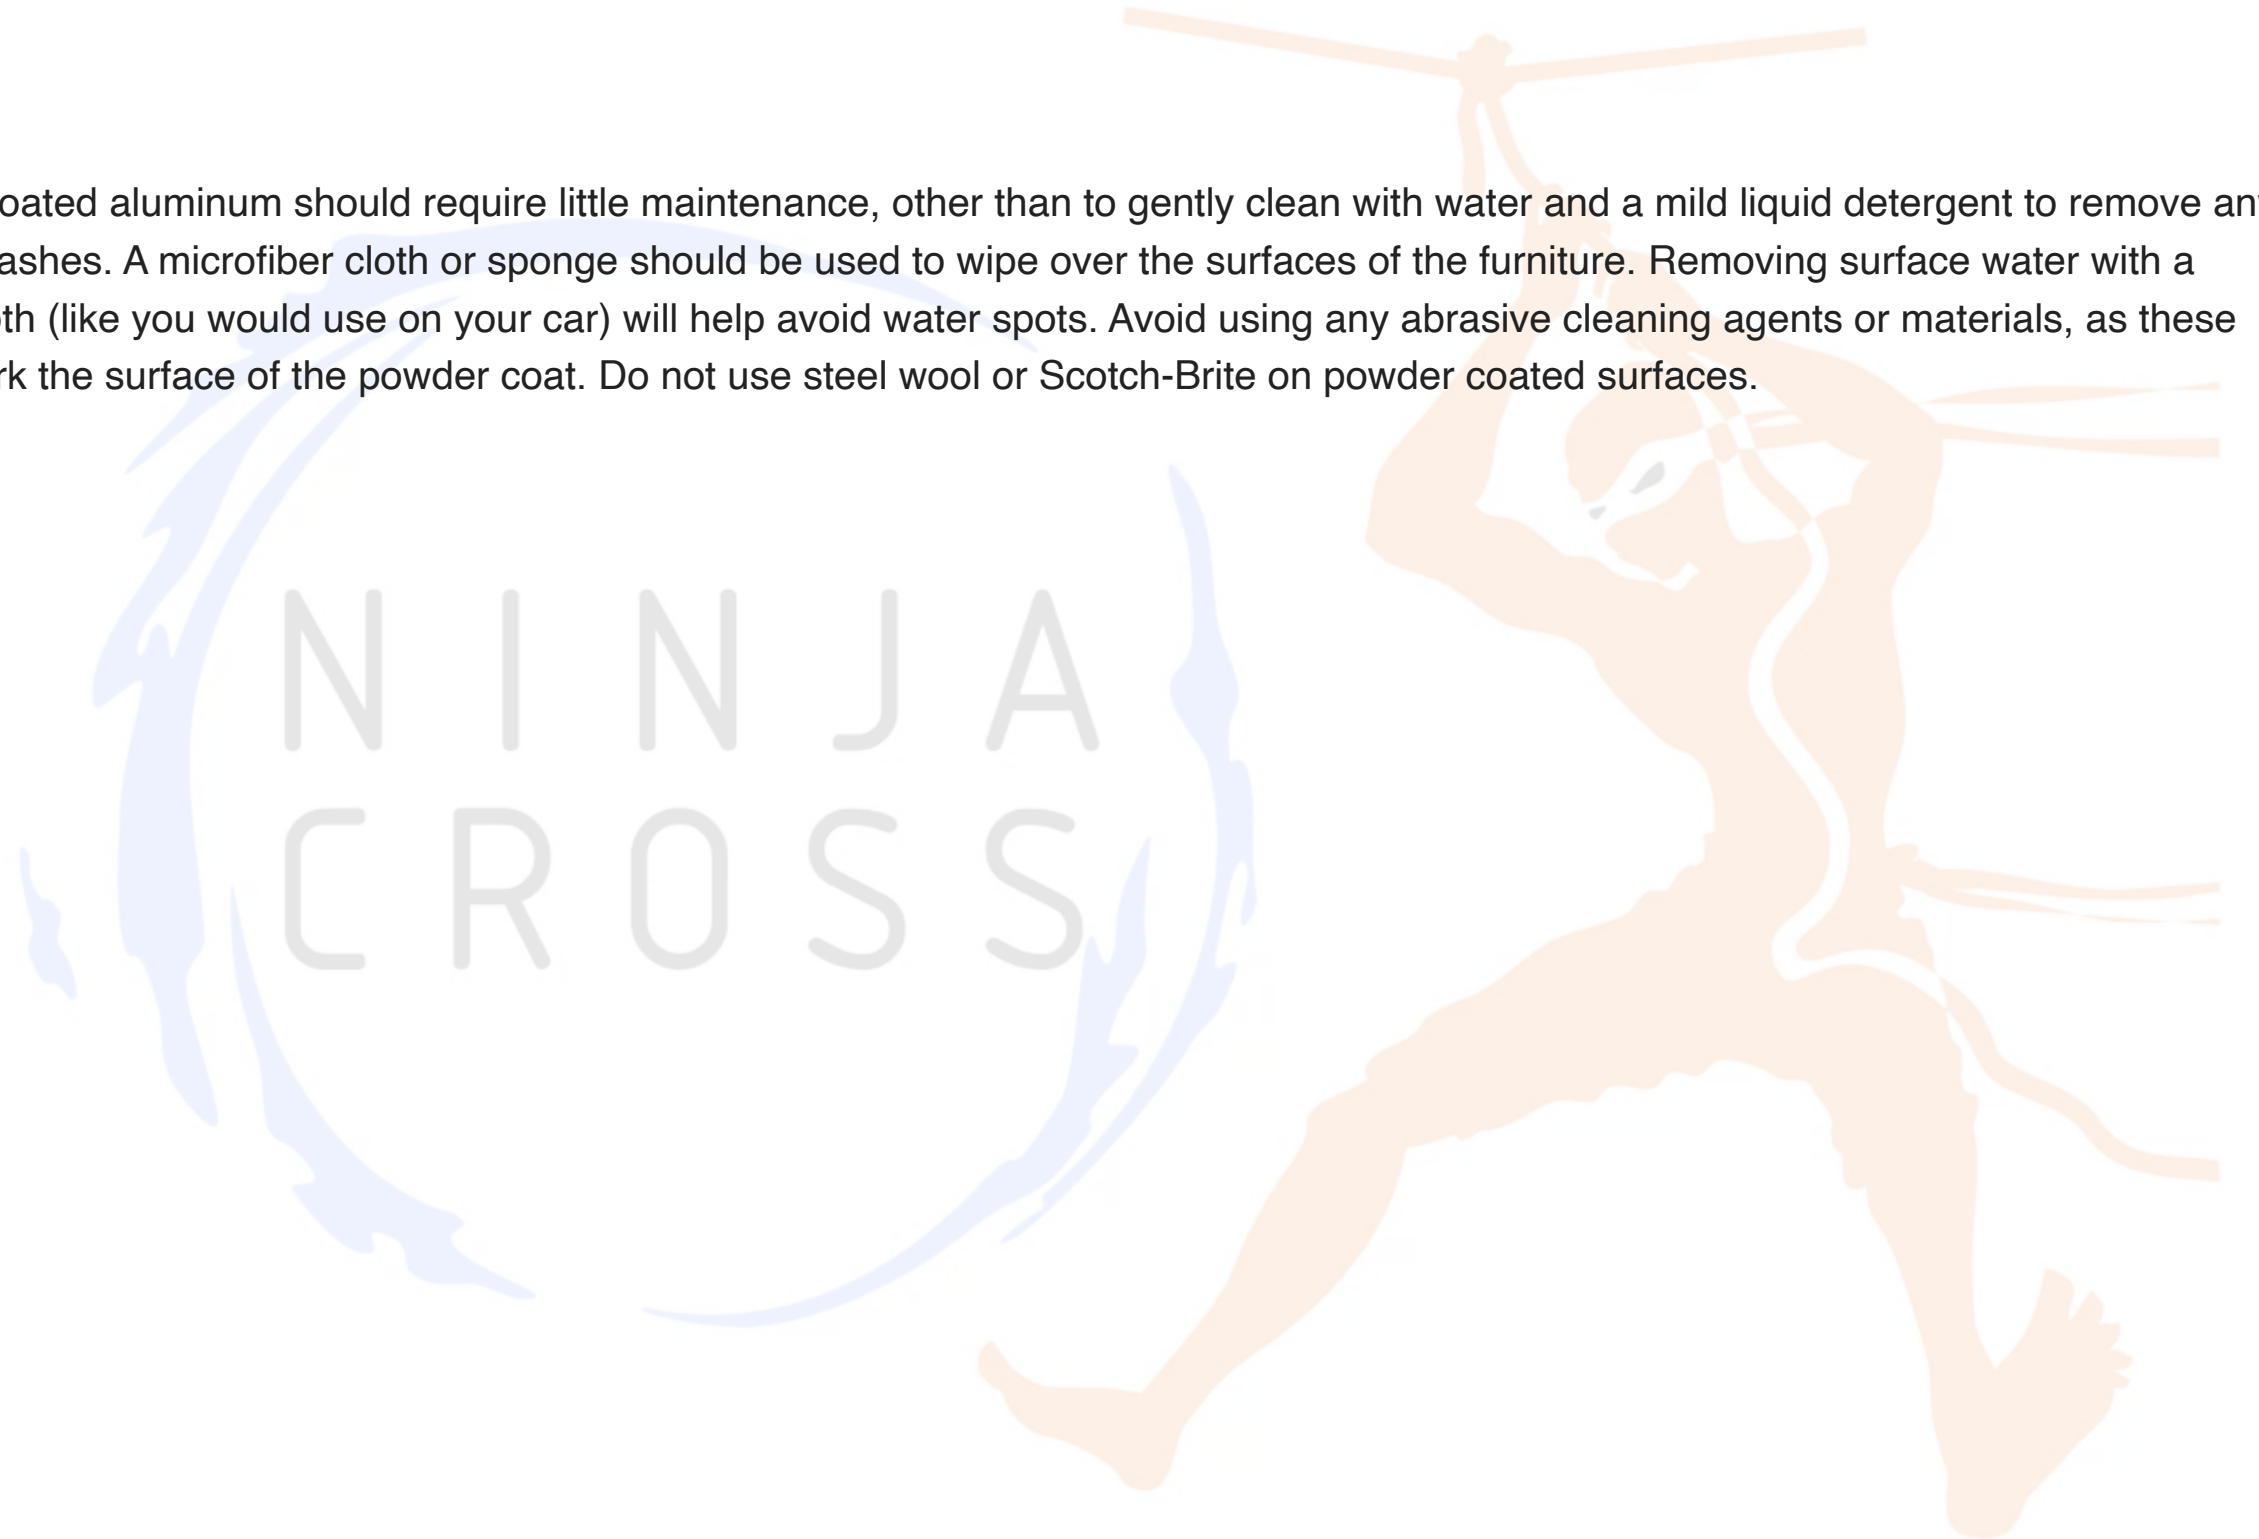 oated aluminum should require little maintenance, other than to gently clean with water and a mild liquid detergent to remove
ashes. A microfiber cloth or sponge should be used to wipe over the surfaces of the furniture. Removing surface water with a
th (like you would use on your car) will help avoid water spots. Avoid using any abrasive cleaning agents or materials, as these
rk the surface of the powder coat. Do not use steel wool or Scotch-Brite on powder coated surfaces.
NINJA
CROSS